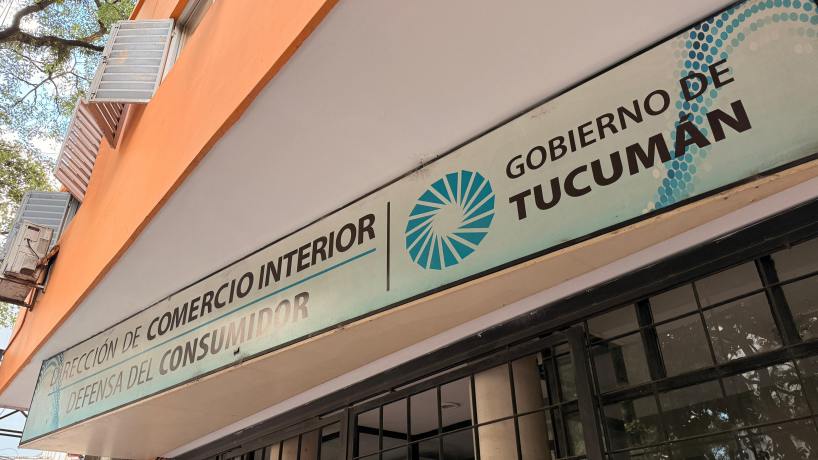 DIRECCIÓN DE COMERCIO INTERIOR
DEFENSA DEL CONSUMIDOR
GOBIERNO DE
TUCUMÁN